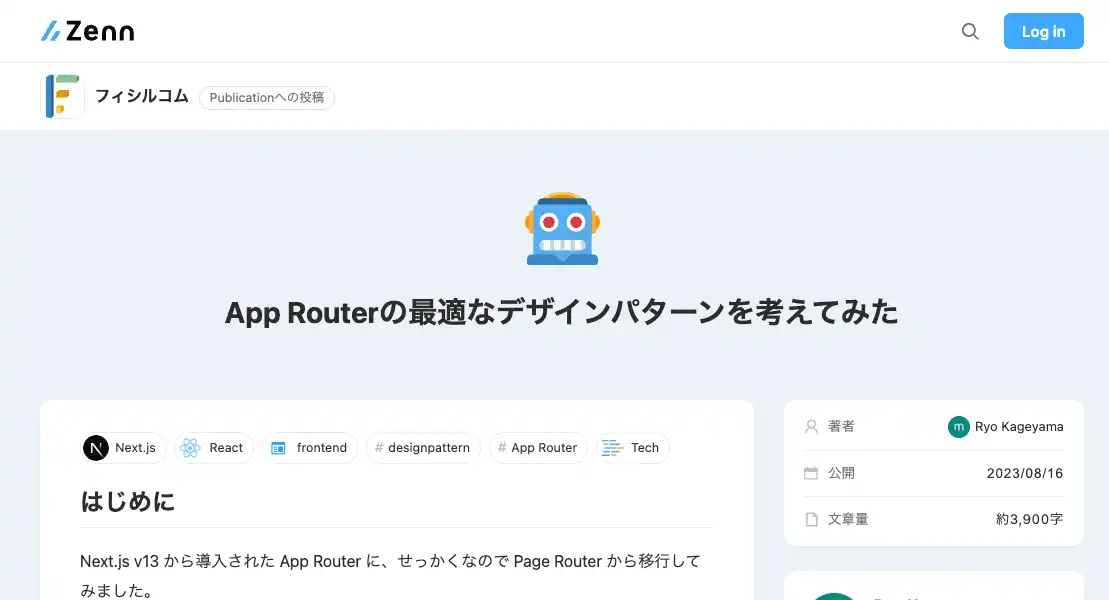 Zenn
Log in
フィシルコム Publicationへの投稿
App Routerの最適なデザインパターンを考えてみた
Next.js React frontend # designpattern # App Router Tech
はじめに
Next.js v13 から導入された App Router に、せっかくなので Page Router から移行して
みました。
著者 m Ryo Kageyama
公開 2023/08/16
文章量 約3,900字